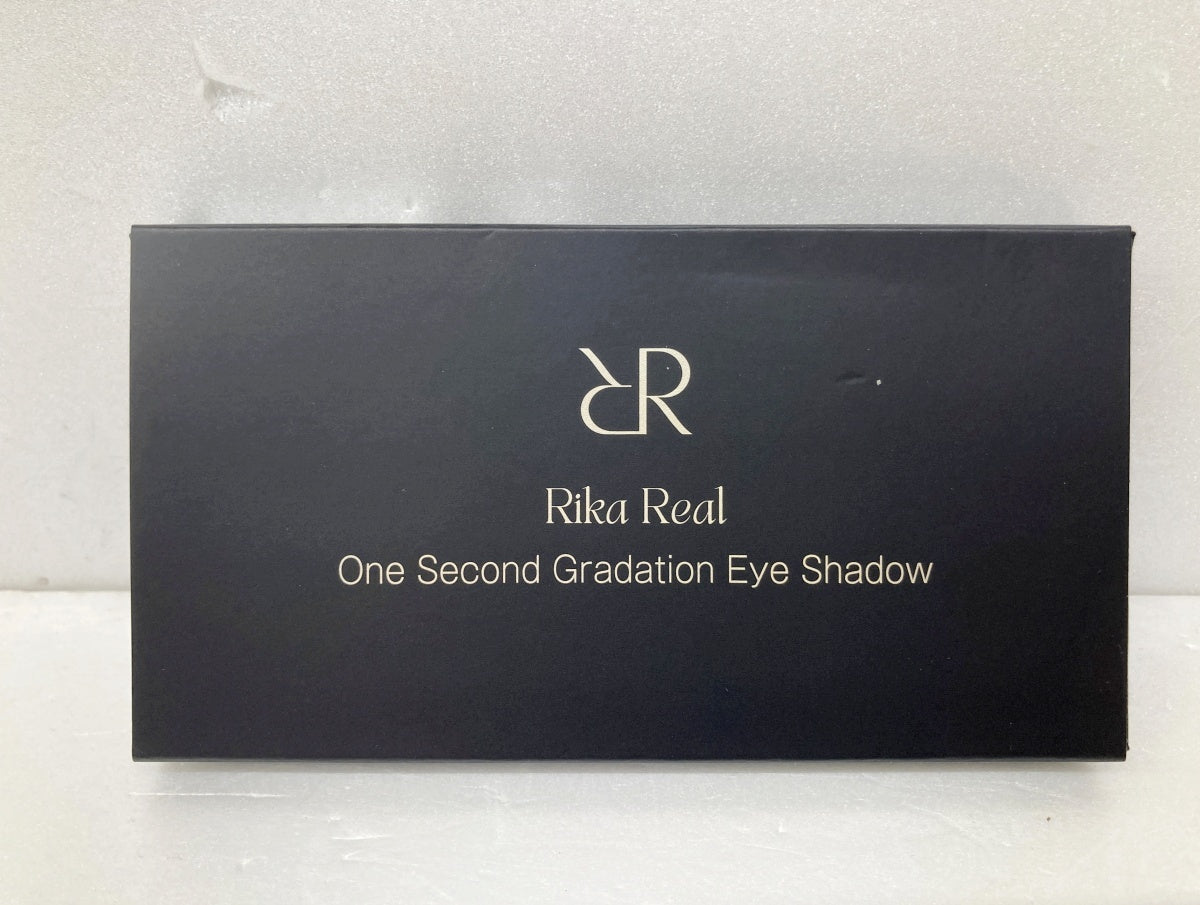 RR
Rika Real
One Second Gradation Eye Shadow